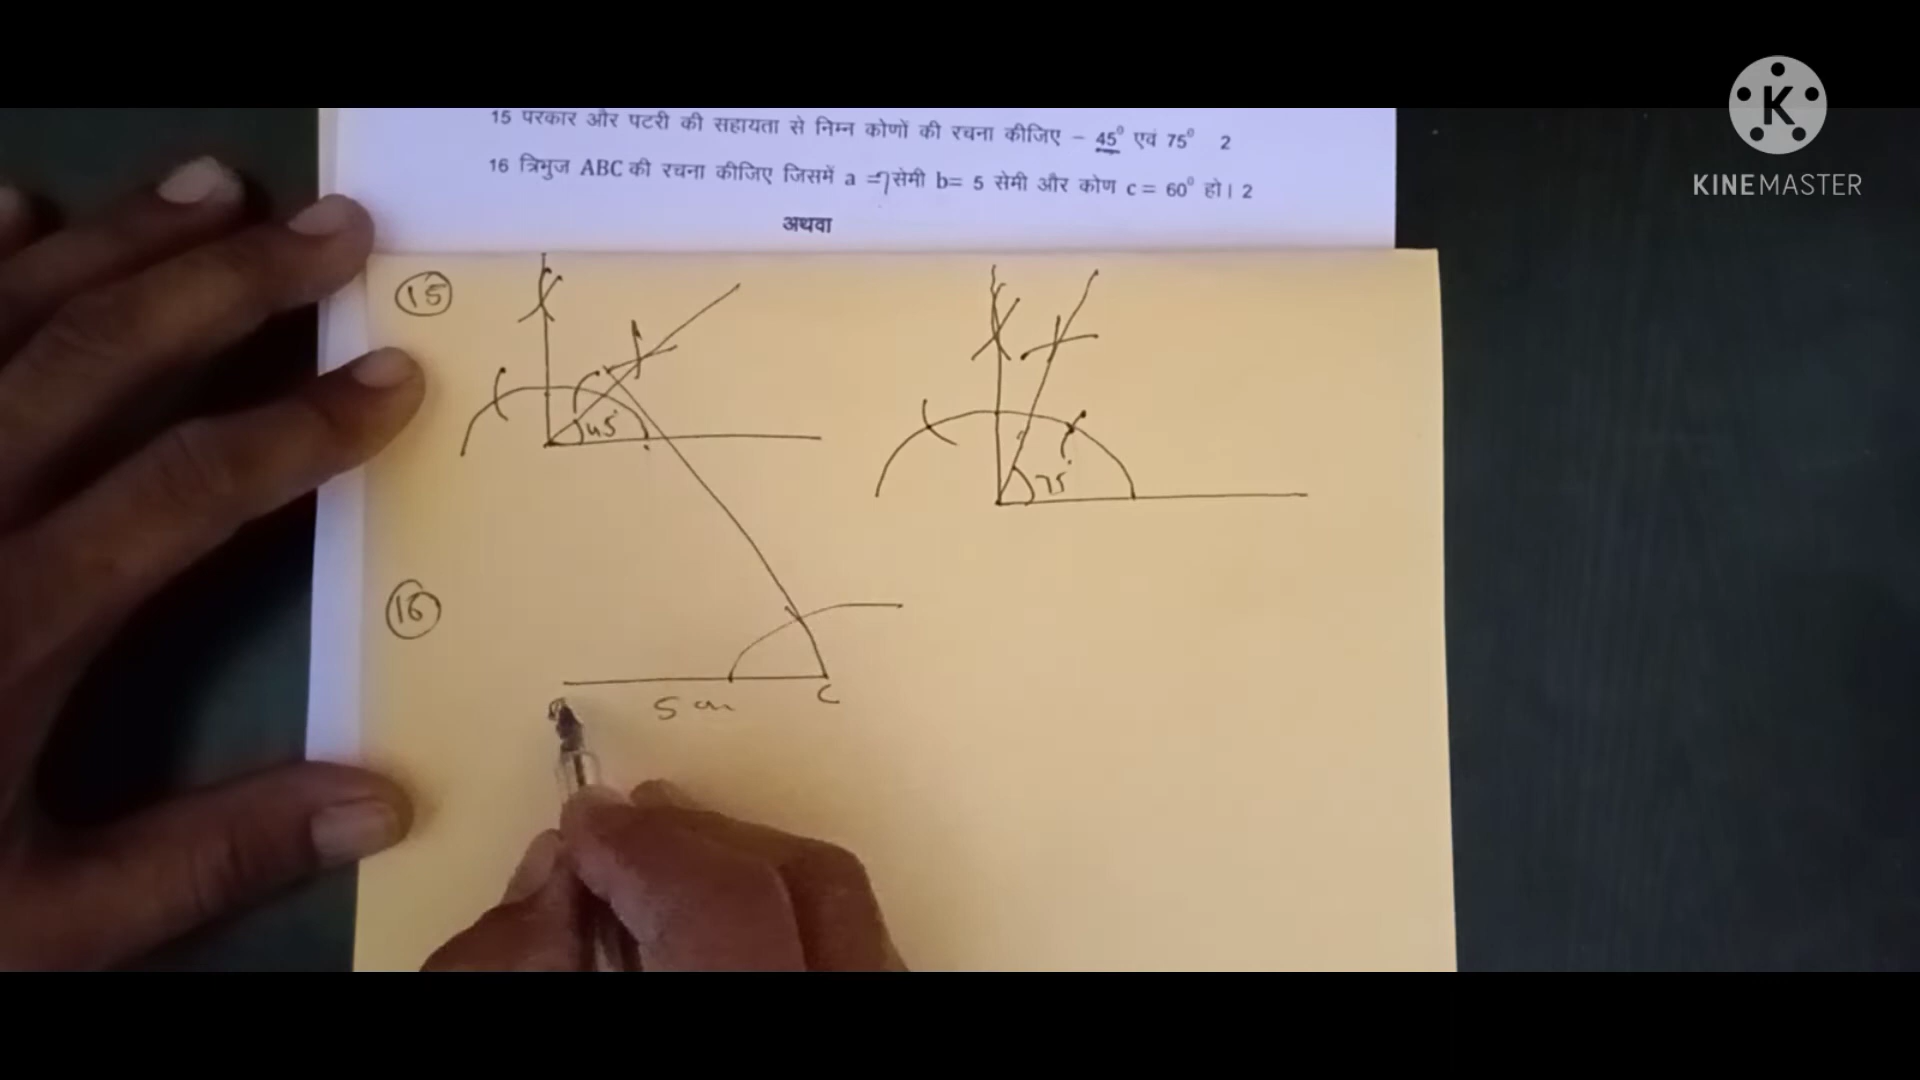 15 परकार और पटरी की सहायता से निम्न कोणों की रचना कीजिए – 45° एवं 75° 2
16 त्रिभुज ABC की रचना कीजिए जिसमें a =7 सेमी b= 5 सेमी और कोण c = 60° हो। 2
अथवा
KINEMASTER
15
45°
75°
16
5 cm
C